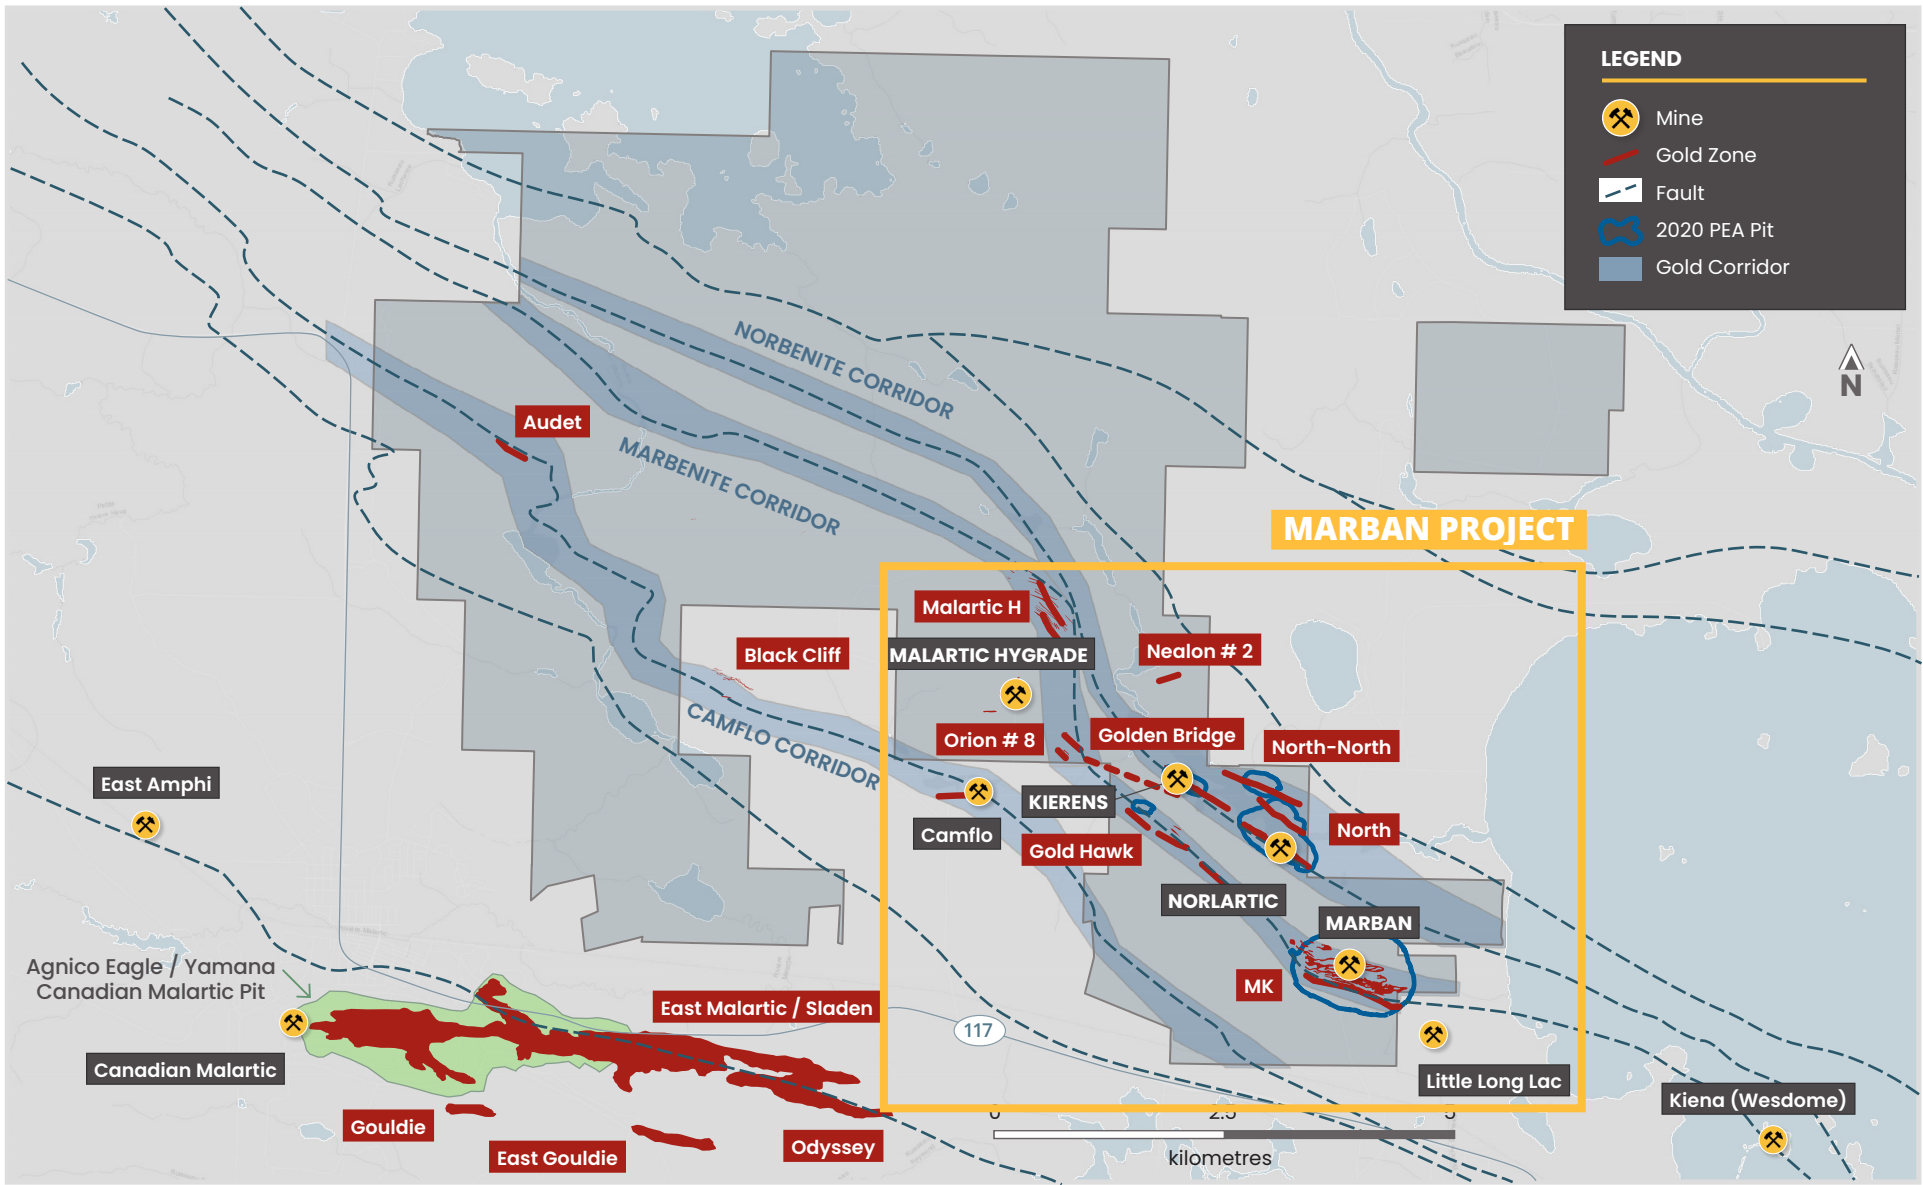 LEGEND
Mine
Gold Zone
Fault
2020 PEA Pit
Gold Corridor
N
NORBENITE CORRIDOR
Audet
MARBENITE CORRIDOR
MARBAN PROJECT
Malartic H
Black Cliff
MALARTIC HYGRADE
Nealon # 2
CAMFLO CORRIDOR
Orion # 8
Golden Bridge
North-North
East Amphi
KIERENS
Camflo
North
Gold Hawk
NORLARTIC
MARBAN
Agnico Eagle / Yamana
Canadian Malartic Pit
MK
East Malartic / Sladen
117
Canadian Malartic
Little Long Lac
Kiena (Wesdome)
Gouldie
0 2.5 5
East Gouldie
Odyssey
kilometres